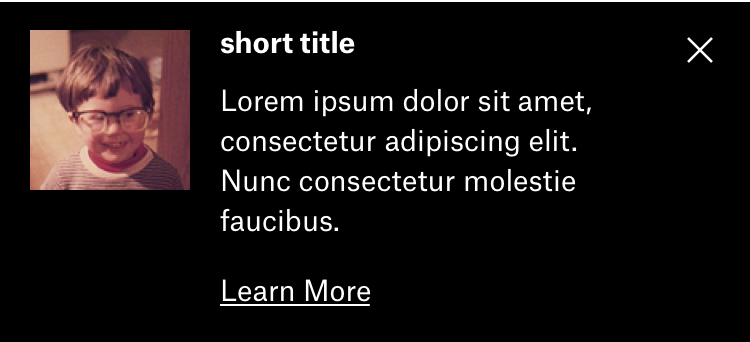 short title
Lorem ipsum dolor sit amet,
consectetur adipiscing elit.
Nunc consectetur molestie
faucibus.
Learn More